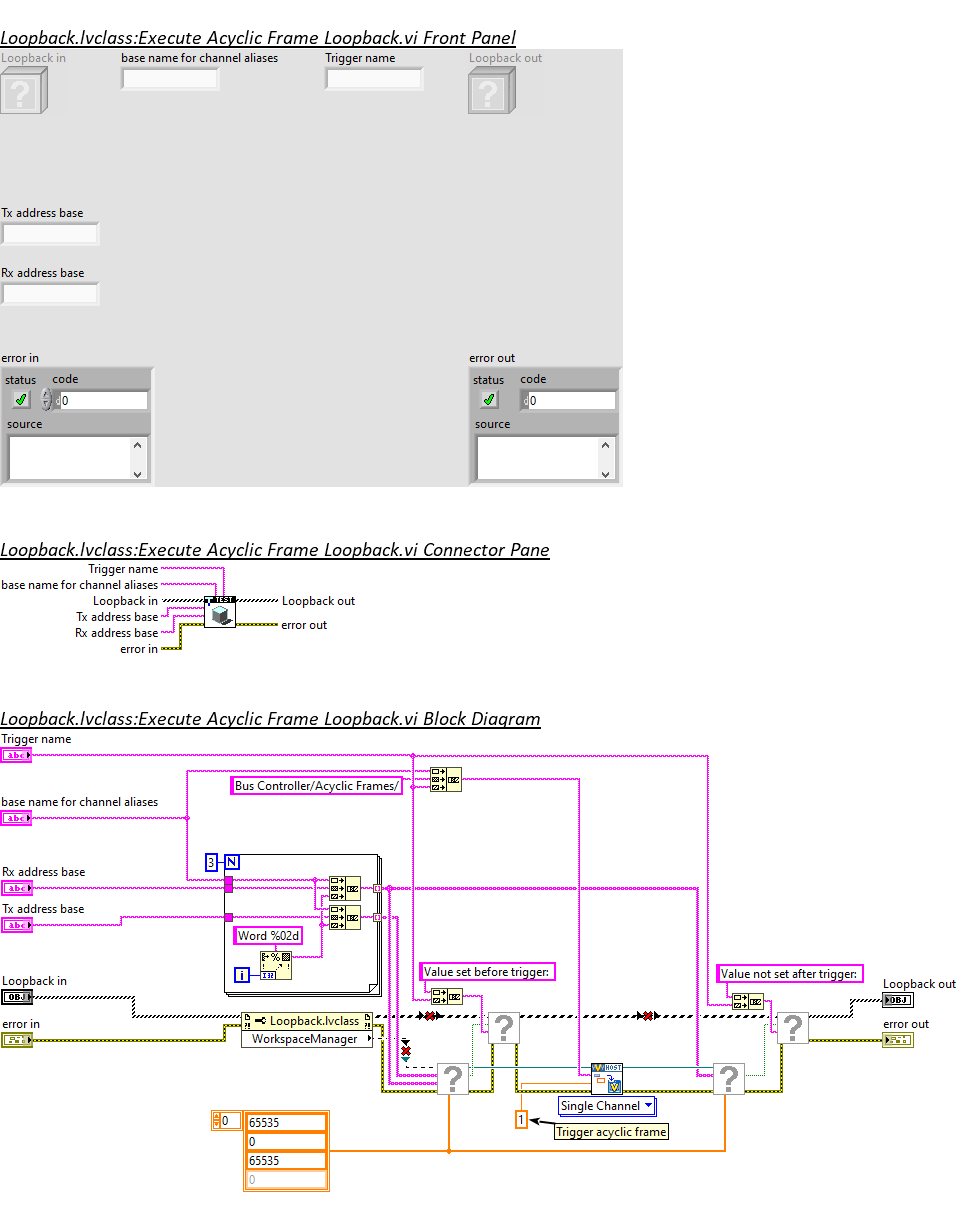 Loopback.lvclass:Execute Acyclic Frame Loopback.vi Front Panel
Loopback in
base name for channel aliases
Trigger name
Loopback out
?
?
Tx address base
Rx address base
error in
error out
status
code
status
code
d
0
d
0
source
source
Loopback.lvclass:Execute Acyclic Frame Loopback.vi Connector Pane
Trigger name
base name for channel aliases
Loopback in
TEST
Loopback out
Tx address base
Rx address base
error out
error in
Loopback.lvclass:Execute Acyclic Frame Loopback.vi Block Diagram
Trigger name
abc
Bus Controller/Acyclic Frames/
base name for channel aliases
abc
3
N
Rx address base
abc
Tx address base
abc
Word %02d
i
Loopback in
OBJ
Value set before trigger:
Value not set after trigger:
Loopback out
OBJ
error in
Loopback.lvclass
WorkspaceManager
?
?
error out
?
HOST
?
Single Channel
1
Trigger acyclic frame
0
65535
0
65535
0